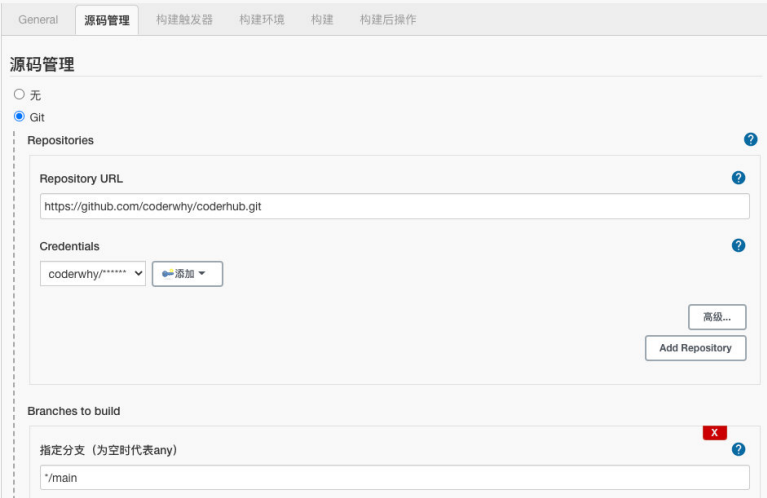 General 源码管理 构建触发器 构建环境 构建 构建后操作
源码管理
无
Git
Repositories
Repository URL
https://github.com/coderwhy/coderhub.git
Credentials
coderwhy/****** 添加
高级...
Add Repository
Branches to build
X
指定分支（为空时代表any）
*/main